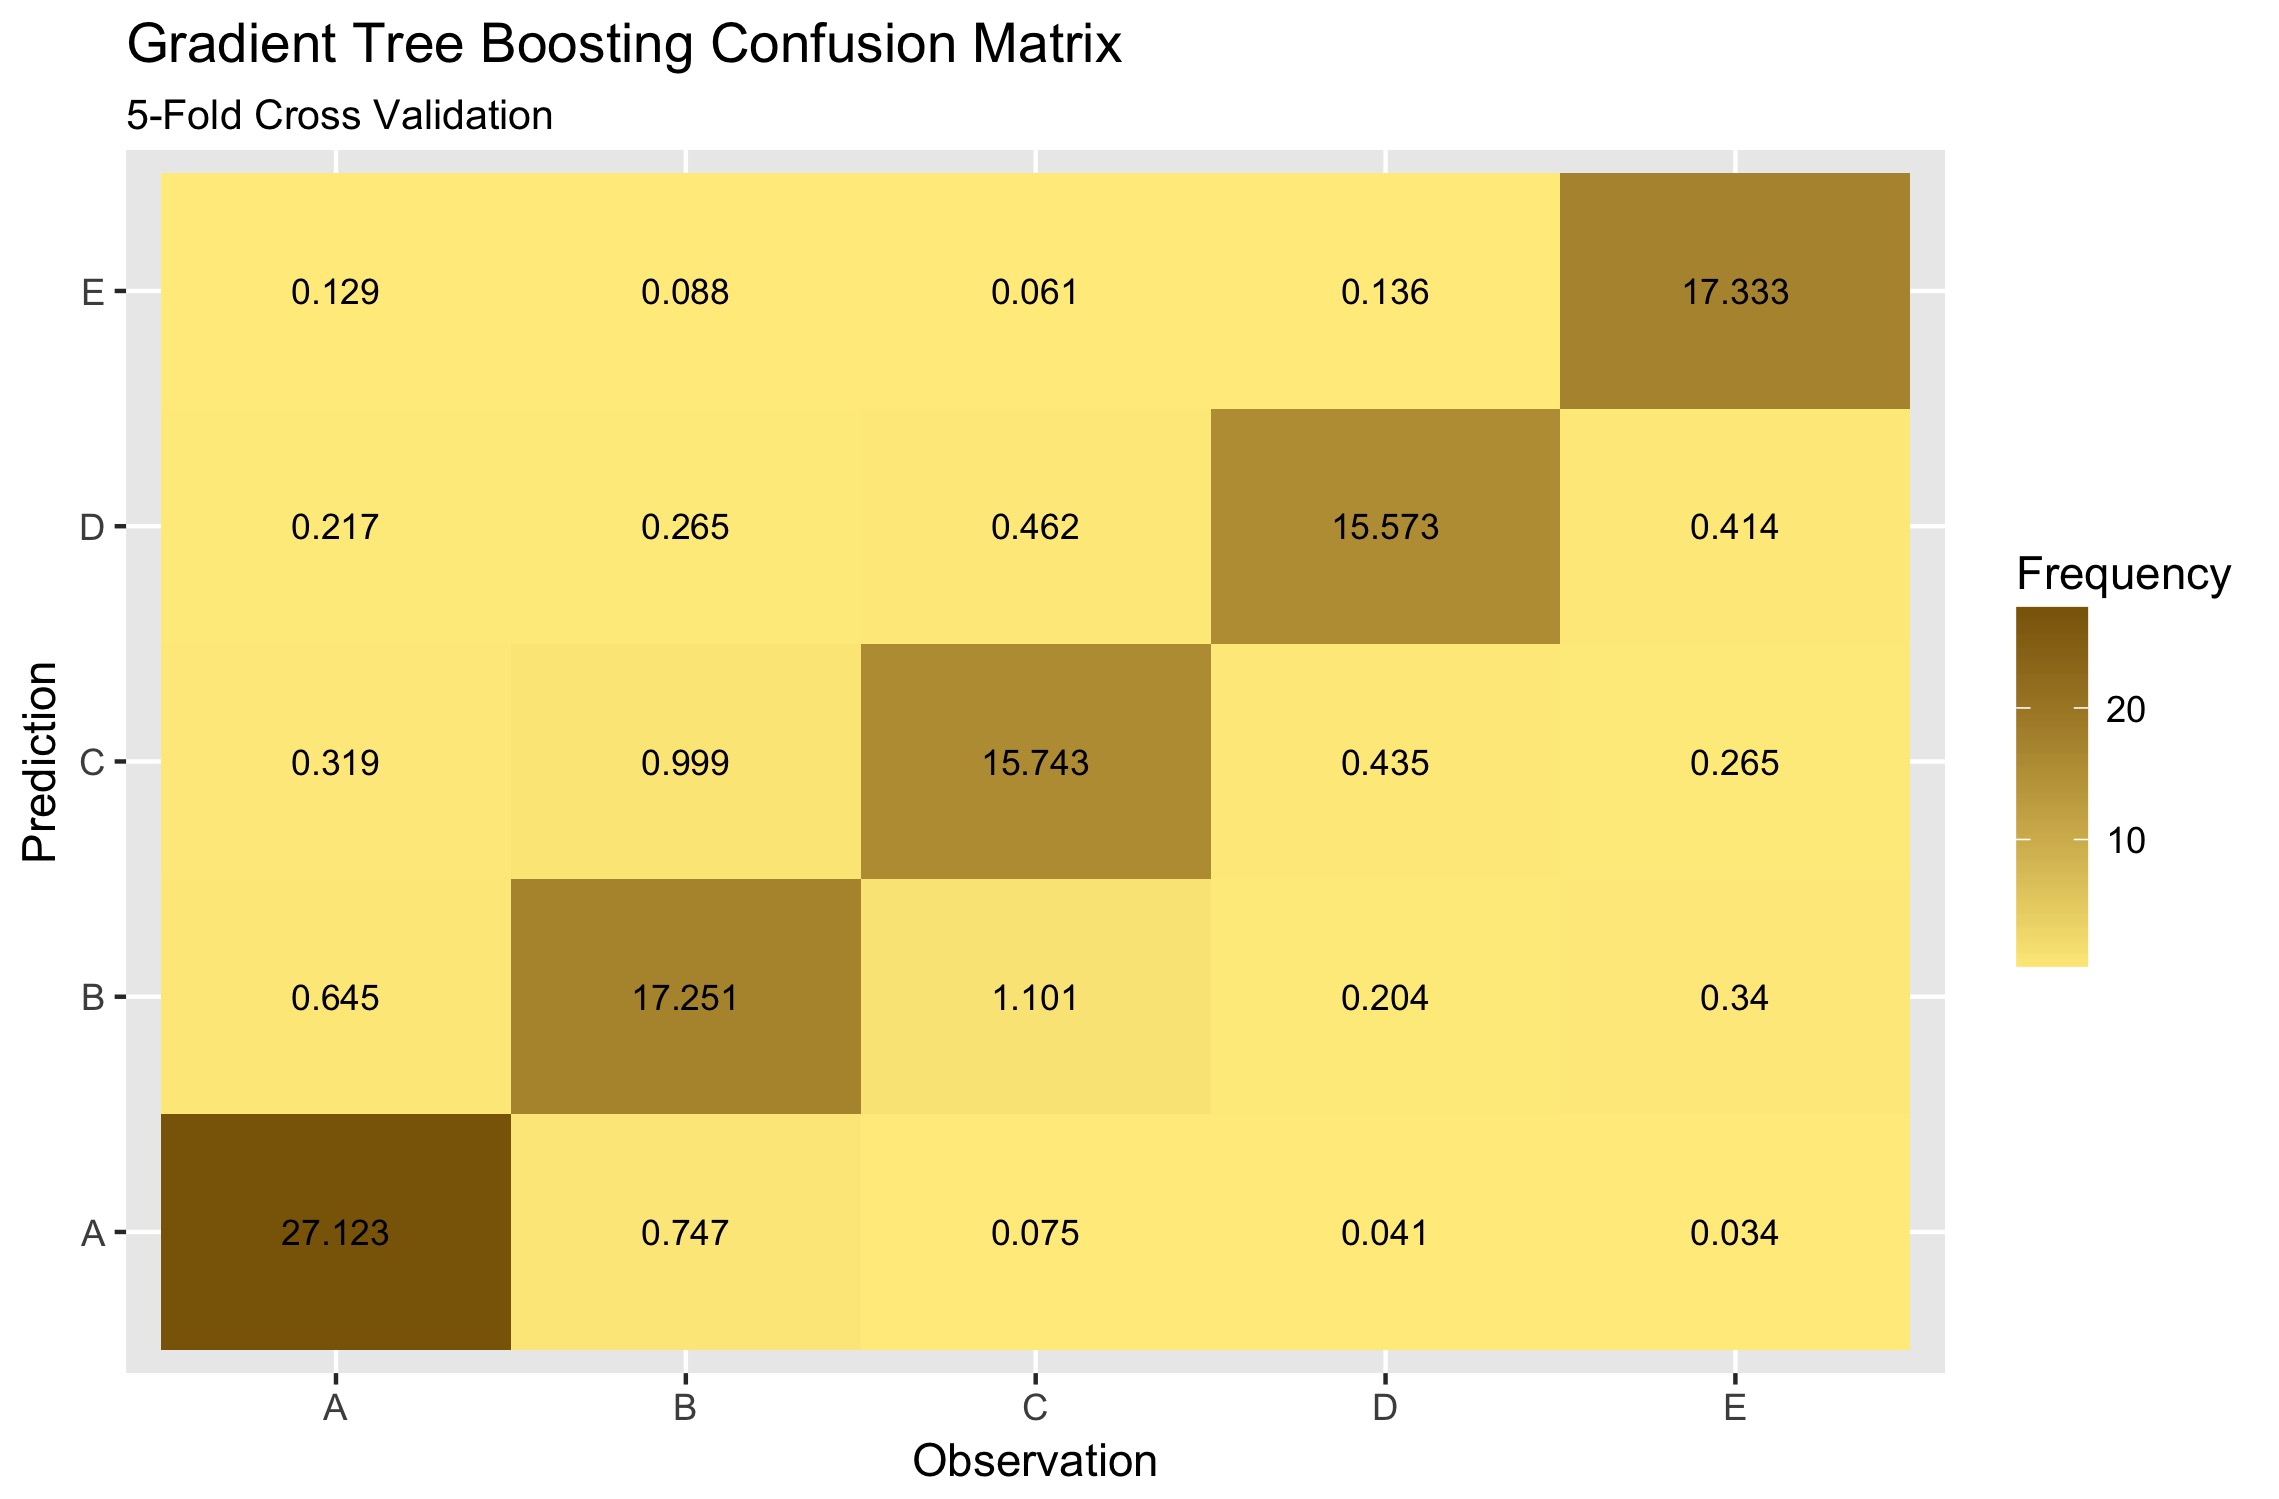 Gradient Tree Boosting Confusion Matrix
5-Fold Cross Validation
Prediction
E 0.129 0.088 0.061 0.136 17.333
D 0.217 0.265 0.462 15.573 0.414
C 0.319 0.999 15.743 0.435 0.265
B 0.645 17.251 1.101 0.204 0.34
A 27.123 0.747 0.075 0.041 0.034
A B C D E
Observation
Frequency
20
10